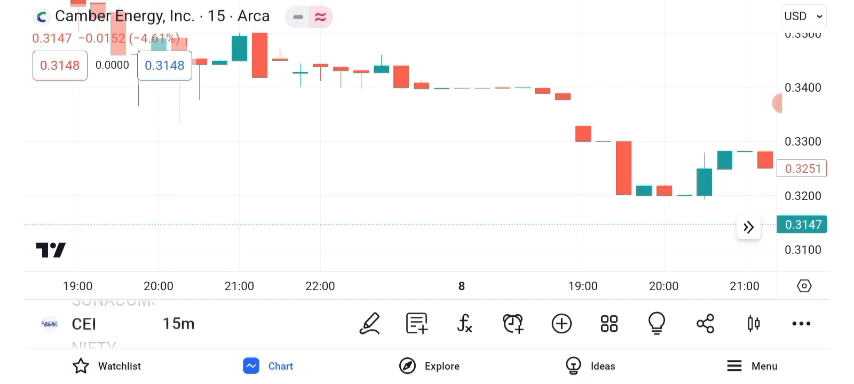 Camber Energy, Inc. · 15 · Arca
USD
0.3147 −0.0152 (−4.61%)
0.3500
0.3148 0.0000 0.3148
0.3400
0.3300
0.3251
0.3200
0.3147
0.3100
19:00 20:00 21:00 22:00 8 19:00 20:00 21:00
CEI 15m
NIFTY
Watchlist Chart Explore Ideas Menu